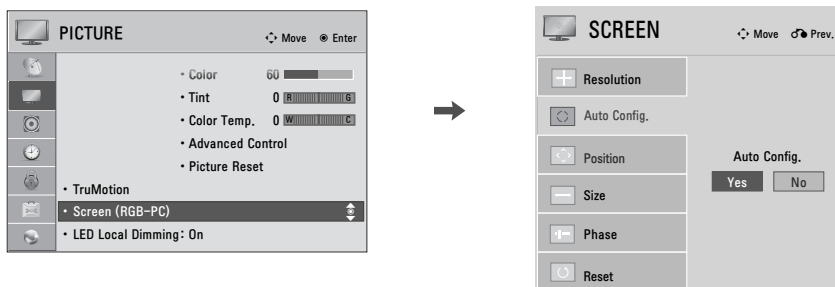 PICTURE
Move Enter
• Color 60
• Tint 0 R G
• Color Temp. 0 W C
• Advanced Control
• Picture Reset
• TruMotion
• Screen (RGB-PC)
• LED Local Dimming: On
SCREEN
Move Prev.
Resolution
Auto Config.
Position
Size
Phase
Reset
Auto Config.
Yes No